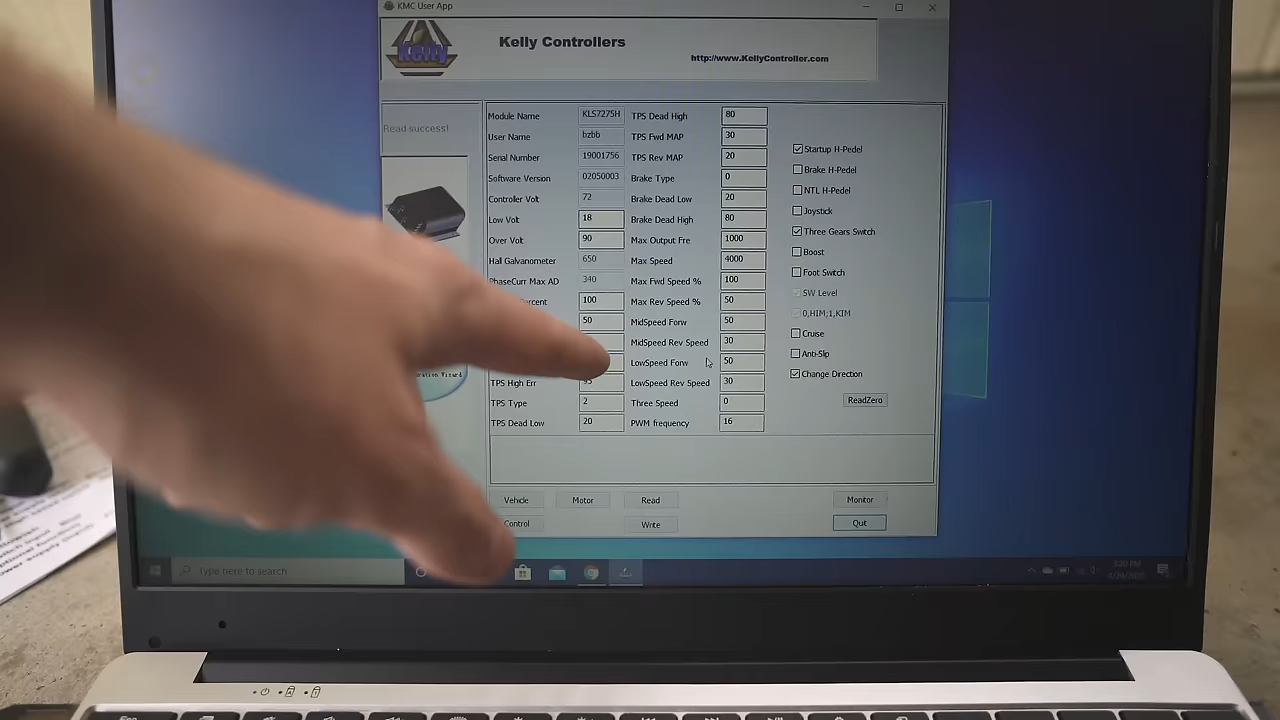 KMC User App
Kelly
Kelly Controllers
http://www.KellyController.com
Read success!
Module Name KLS7275H TPS Dead High 80
User Name bzbb TPS Fwd MAP 30
Startup H-Pedel
Serial Number 19001756 TPS Rev MAP 20
Brake H-Pedel
Software Version 02050003 Brake Type 0
NTL H-Pedel
Controller Volt 72 Brake Dead Low 20
Joystick
Low Volt 18 Brake Dead High 80
Three Gears Switch
Over Volt 90 Max Output Fre 1000
Boost
Hall Galvanometer 650 Max Speed 4000
Foot Switch
PhaseCurr Max AD 340 Max Fwd Speed % 100
SW Level
100 Max Rev Speed % 50
0,HIM;1,KIM
50 MidSpeed Forw 50
Cruise
MidSpeed Rev Speed 30
Anti-Slip
LowSpeed Forw 50
Change Direction
TPS High Err 95 LowSpeed Rev Speed 30
TPS Type 2 Three Speed 0
ReadZero
TPS Dead Low 20 PWM frequency 16
Vehicle Motor Read Monitor
Control Write Quit
Type here to search